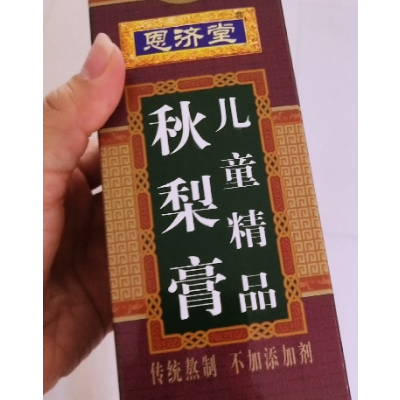 恩济堂
儿童精品
秋梨膏
传统熬制 不加添加剂